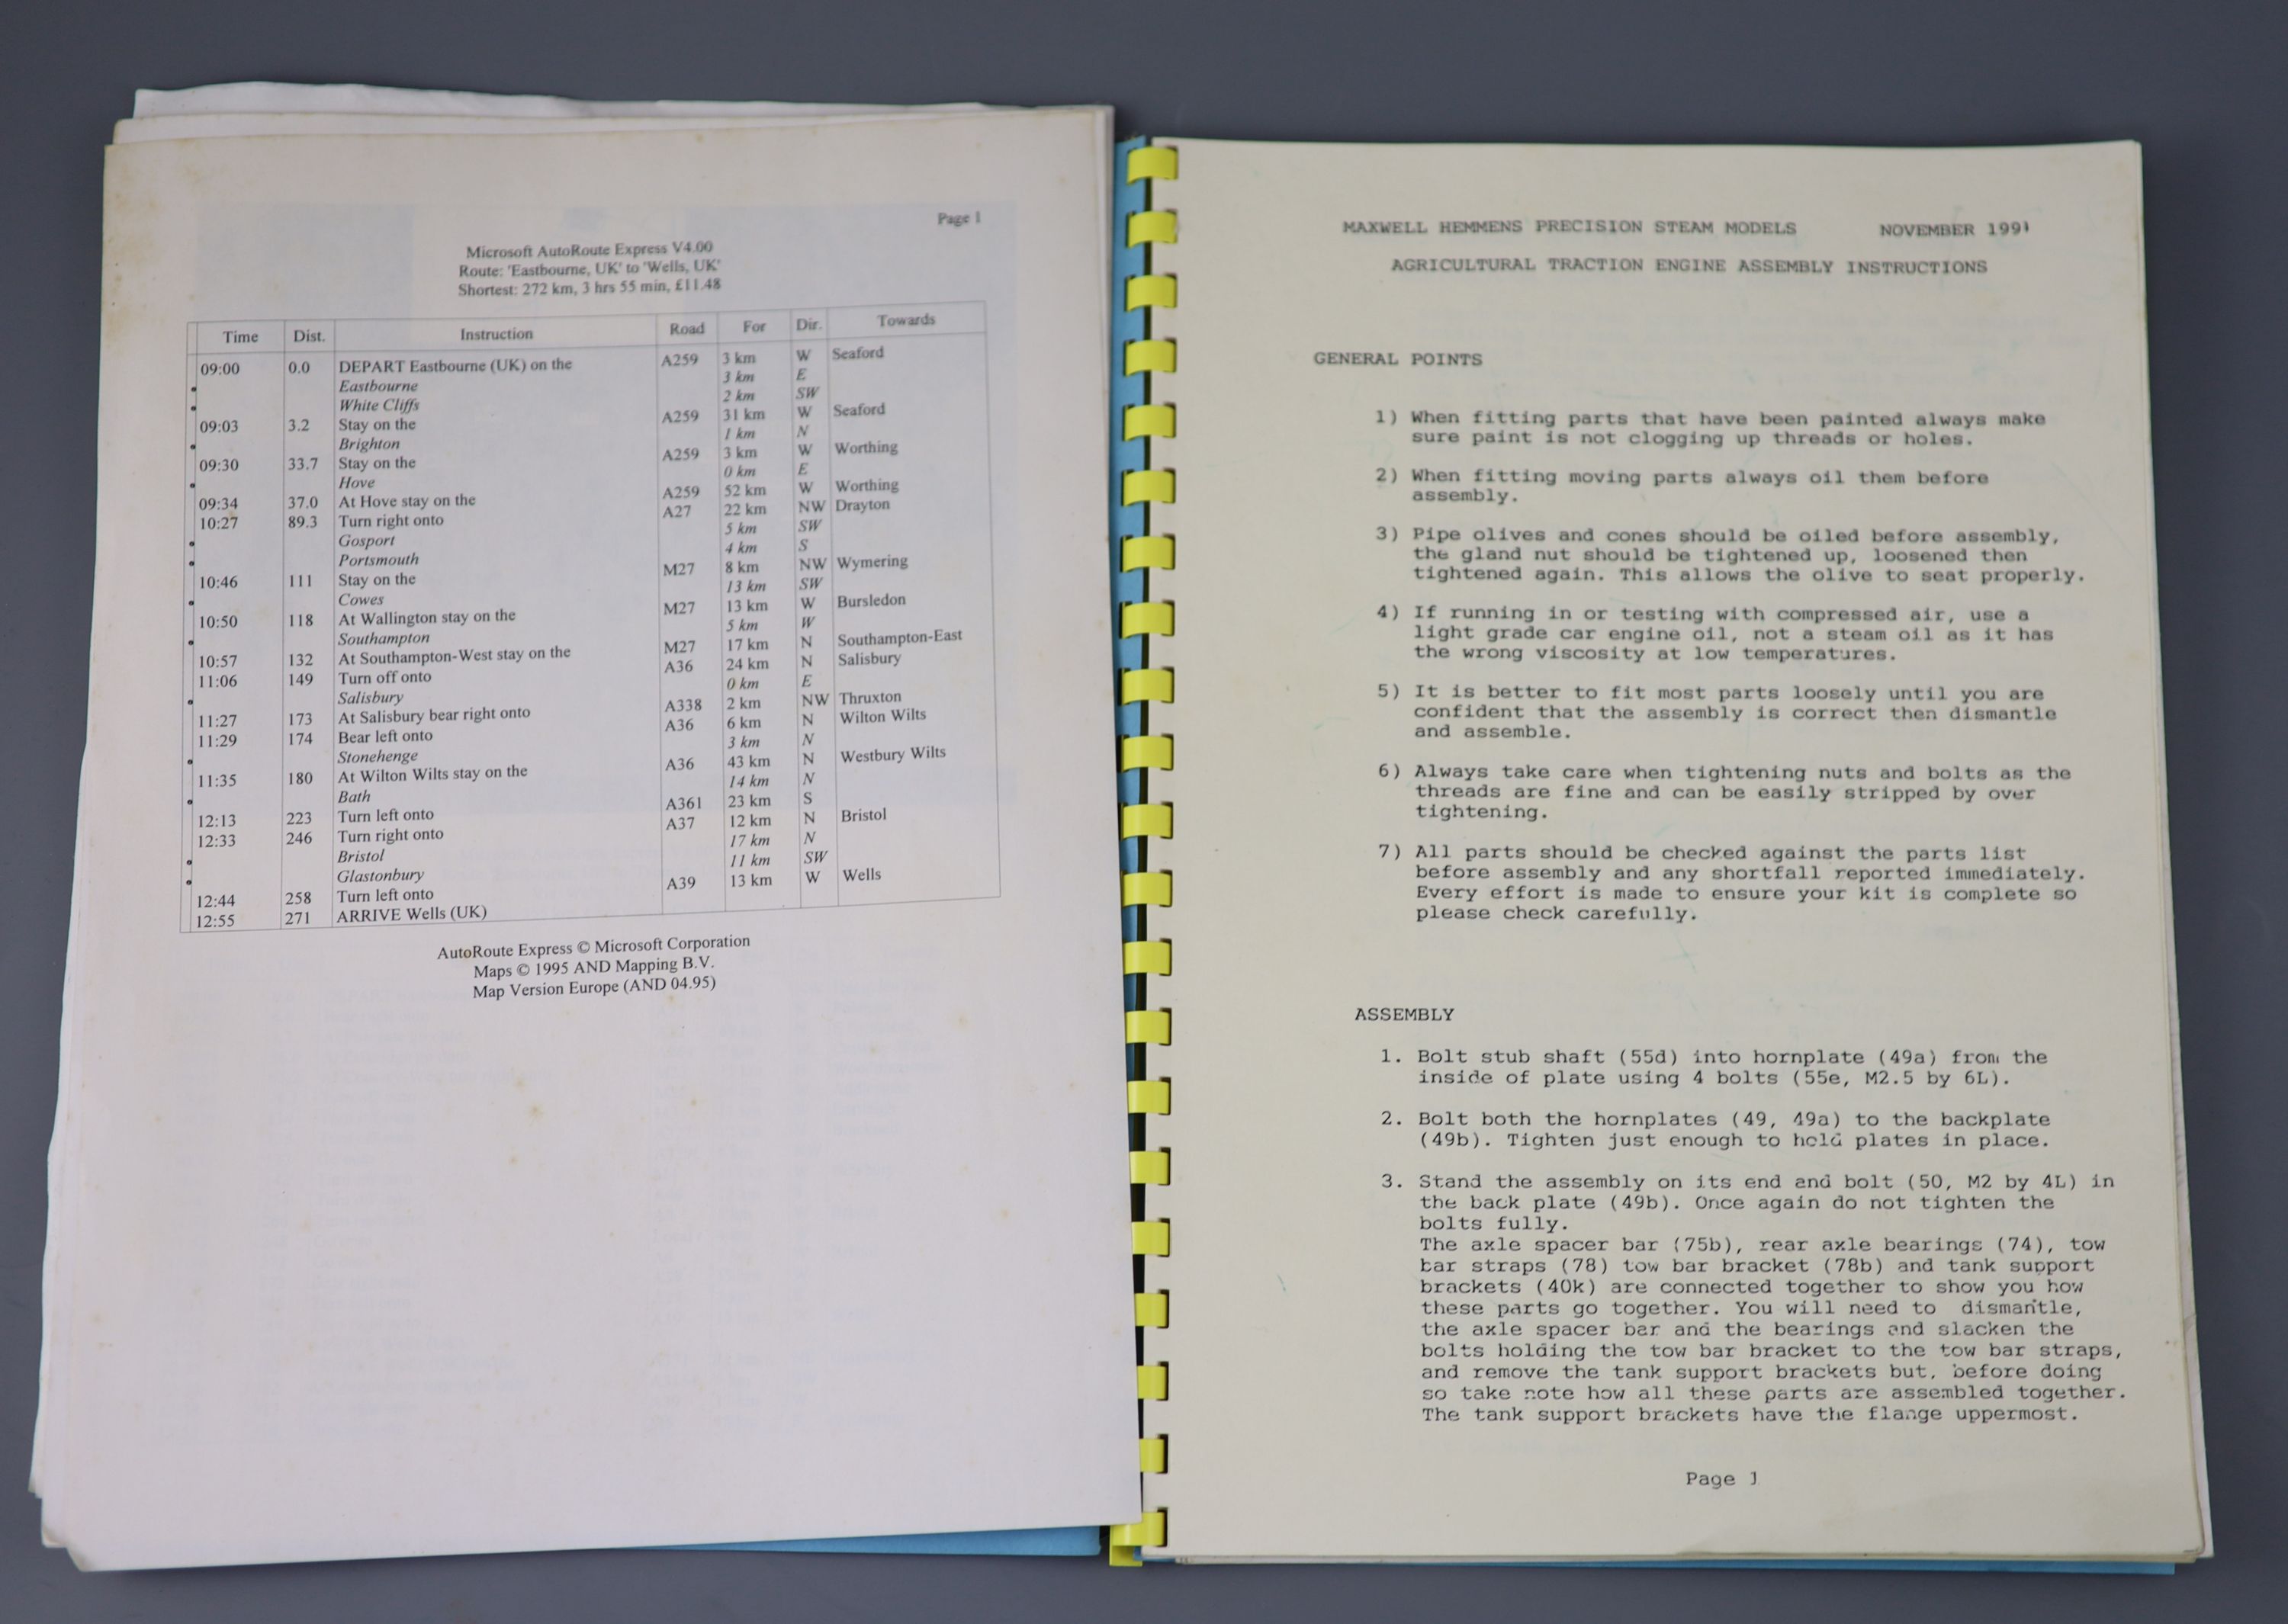 Page 1
Microsoft AutoRoute Express V4.00
Route: 'Eastbourne, UK' to 'Wells, UK'
Shortest: 272 km, 3 hrs 55 min, £11.48
Time Dist. Instruction Road For Dir. Towards
09:00 0.0 DEPART Eastbourne (UK) on the A259 3 km W Seaford
Eastbourne 3 km E
White Cliffs 2 km SW
09:03 3.2 Stay on the A259 31 km W Seaford
Brighton 1 km N
09:30 33.7 Stay on the A259 3 km W Worthing
Hove 0 km E
09:34 37.0 At Hove stay on the A259 52 km W Worthing
10:27 89.3 Turn right onto A27 22 km NW Drayton
Gosport 5 km SW
Portsmouth 4 km S
10:46 111 Stay on the M27 8 km NW Wymering
Cowes 13 km SW
10:50 118 At Wallington stay on the M27 13 km W Bursledon
Southampton 5 km W
10:57 132 At Southampton-West stay on the M27 17 km N Southampton-East
11:06 149 Turn off onto A36 24 km N Salisbury
Salisbury 0 km E
11:27 173 At Salisbury bear right onto A338 2 km NW Thruxton
11:29 174 Bear left onto A36 6 km N Wilton Wilts
Stonehenge 3 km N
11:35 180 At Wilton Wilts stay on the A36 43 km N Westbury Wilts
Bath 14 km N
12:13 223 Turn left onto A361 23 km S
12:33 246 Turn right onto A37 12 km N Bristol
Bristol 17 km N
Glastonbury 11 km SW
12:44 258 Turn left onto A39 13 km W Wells
12:55 271 ARRIVE Wells (UK)
AutoRoute Express © Microsoft Corporation
Maps © 1995 AND Mapping B.V.
Map Version Europe (AND 04.95)
MAXWELL HEMMENS PRECISION STEAM MODELS NOVEMBER 1991
AGRICULTURAL TRACTION ENGINE ASSEMBLY INSTRUCTIONS
GENERAL POINTS
1) When fitting parts that have been painted always make
sure paint is not clogging up threads or holes.
2) When fitting moving parts always oil them before
assembly.
3) Pipe olives and cones should be oiled before assembly,
the gland nut should be tightened up, loosened then
tightened again. This allows the olive to seat properly.
4) If running in or testing with compressed air, use a
light grade car engine oil, not a steam oil as it has
the wrong viscosity at low temperatures.
5) It is better to fit most parts loosely until you are
confident that the assembly is correct then dismantle
and assemble.
6) Always take care when tightening nuts and bolts as the
threads are fine and can be easily stripped by over
tightening.
7) All parts should be checked against the parts list
before assembly and any shortfall reported immediately.
Every effort is made to ensure your kit is complete so
please check carefully.
ASSEMBLY
1. Bolt stub shaft (55d) into hornplate (49a) from the
inside of plate using 4 bolts (55e, M2.5 by 6L).
2. Bolt both the hornplates (49, 49a) to the backplate
(49b). Tighten just enough to hold plates in place.
3. Stand the assembly on its end and bolt (50, M2 by 4L) in
the back plate (49b). Once again do not tighten the
bolts fully.
The axle spacer bar (75b), rear axle bearings (74), tow
bar straps (78) tow bar bracket (78b) and tank support
brackets (40k) are connected together to show you how
these parts go together. You will need to dismantle,
the axle spacer bar and the bearings and slacken the
bolts holding the tow bar bracket to the tow bar straps,
and remove the tank support brackets but, before doing
so take note how all these parts are assembled together.
The tank support brackets have the flange uppermost.
Page 1